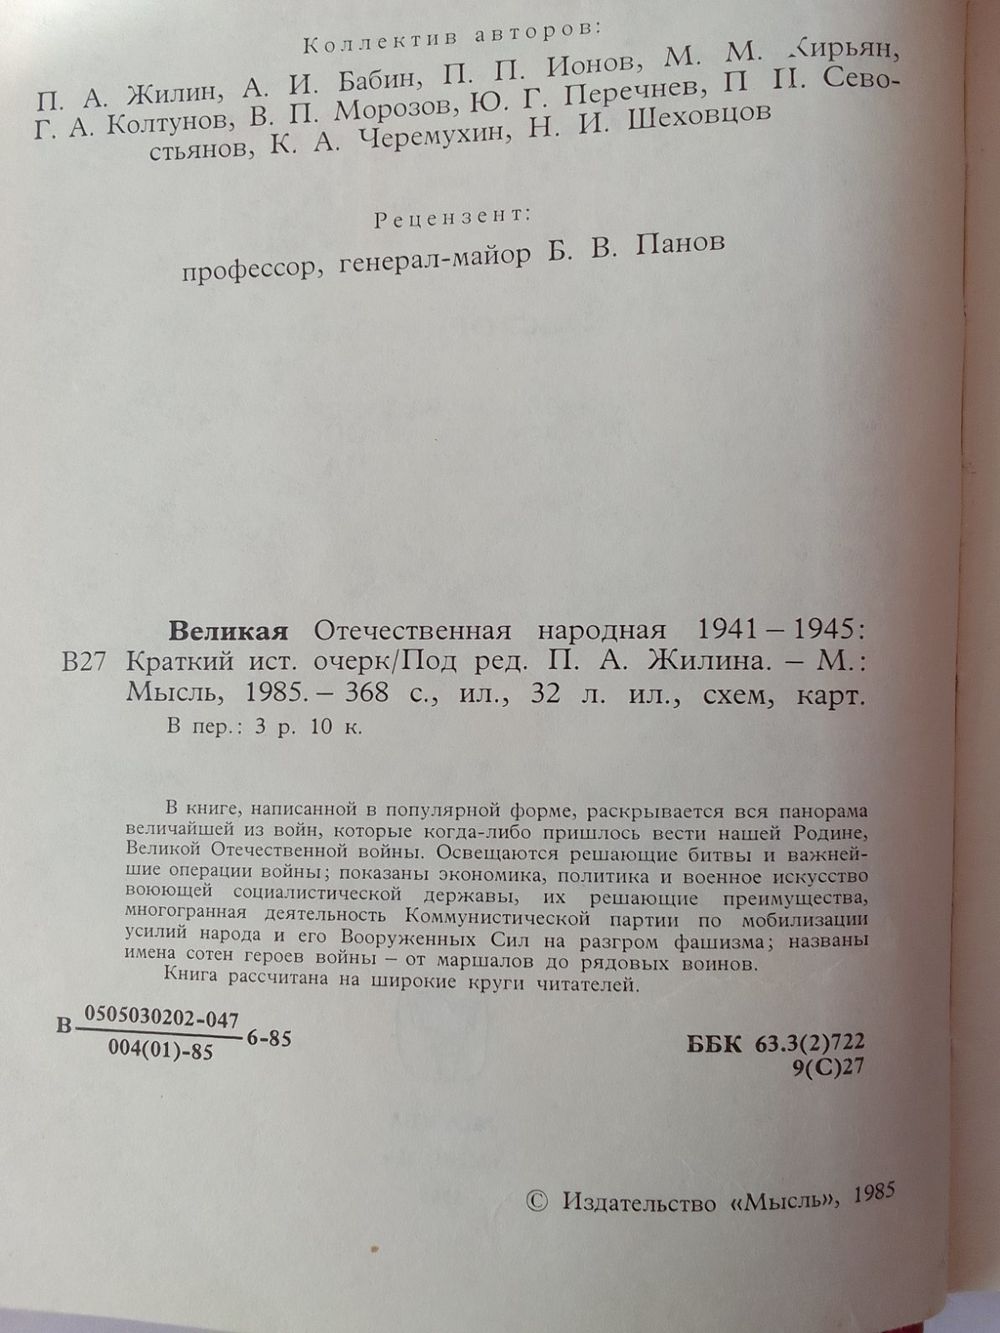 Коллектив авторов:
П. А. Жилин, А. И. Бабин, П. П. Ионов, М. М. Кирьян,
Г. А. Колтунов, В. П. Морозов, Ю. Г. Перечнев, П П. Сево-
стьянов, К. А. Черемухин, Н. И. Шеховцов
Рецензент:
профессор, генерал-майор Б. В. Панов
Великая Отечественная народная 1941 – 1945:
В27 Краткий ист. очерк/Под ред. П. А. Жилина. – М.:
Мысль, 1985. – 368 с., ил., 32 л. ил., схем, карт.
В пер.: 3 р. 10 к.
В книге, написанной в популярной форме, раскрывается вся панорама
величайшей из войн, которые когда-либо пришлось вести нашей Родине,
Великой Отечественной войны. Освещаются решающие битвы и важней-
шие операции войны; показаны экономика, политика и военное искусство
воюющей социалистической державы, их решающие преимущества,
многогранная деятельность Коммунистической партии по мобилизации
усилий народа и его Вооруженных Сил на разгром фашизма; названы
имена сотен героев войны – от маршалов до рядовых воинов.
Книга рассчитана на широкие круги читателей.
В 0505030202-047
004(01)-85 6-85
ББК 63.3(2)722
9(С)27
© Издательство «Мысль», 1985